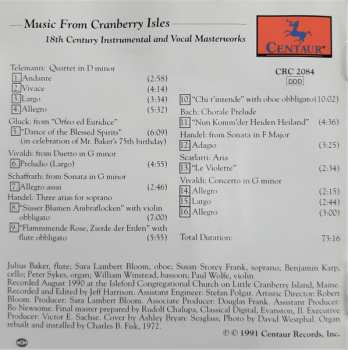 Music From Cranberry Isles
18th Century Instrumental and Vocal Masterworks
CENTAUR
CRC 2084
DDD
Telemann: Quartet in D minor
1. Andante (2:58)
2. Vivace (4:14)
3. Largo (3:34)
4. Allegro (5:32)
Gluck: from "Orfeo ed Euridice"
5. "Dance of the Blessed Spirits" (6:09)
(in celebration of Mr. Baker's 75th birthday)
Vivaldi: from Duetto in G minor
6. Preludio (Largo) (3:55)
Schaffrath: from Sonata in G minor
7. Allegro assai (2:46)
Handel: Three arias for soprano
8. "Süsser Blumen Ambraflocken" with violin
obbligato (7:00)
9. "Flammende Rose, Zierde der Erden" with
flute obbligato (5:55)
10. "Chi t'intende" with oboe obbligato (10:02)
Bach: Chorale Prelude
11. "Nun Komm'der Heiden Heiland" (4:36)
Handel: from Sonata in F Major
12. Adagio (3:25)
Scarlatti: Aria
13. "Le Violette" (2:34)
Vivaldi: Concerto in G minor
14. Allegro (2:15)
15. Largo (2:44)
16. Allegro (3:01)
Total Duration: 73:16
Julius Baker, flute; Sara Lambert Bloom, oboe; Susan Storey Frank, soprano; Benjamin Karp,
cello; Peter Sykes, organ; William Winstead, bassoon; Paul Wolfe, violin
Recorded August 1990 at the Islesford Congregational Church on Little Cranberry Island, Maine.
Recorded and Edited by Jeff Harrison. Assistant Engineer: Stefan Polgar. Artistic Director: Robert
Bloom. Producer: Sara Lambert Bloom. Associate Producer: Douglas Frank. Assistant Producer:
Bo Newsome. Final master prepared by Rudolf Chalupa, Classical Digital, Evanston, Il. Executive
Producer: Victor E. Sachse. Cover by Ashley Bryan: Seaglass; Photo by David Westphal. Organ
rebuilt and installed by Charles B. Fisk, 1972.
℗ © 1991 Centaur Records, Inc.